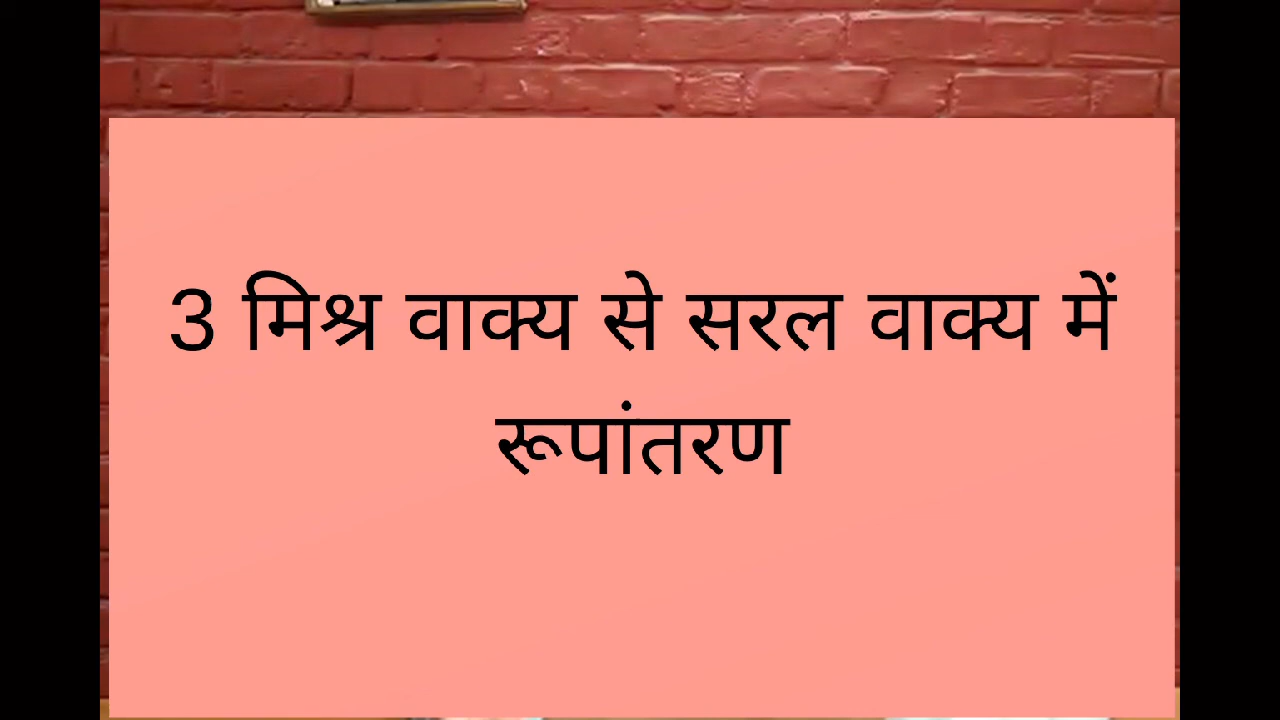 3 मिश्र वाक्य से सरल वाक्य में
रूपांतरण